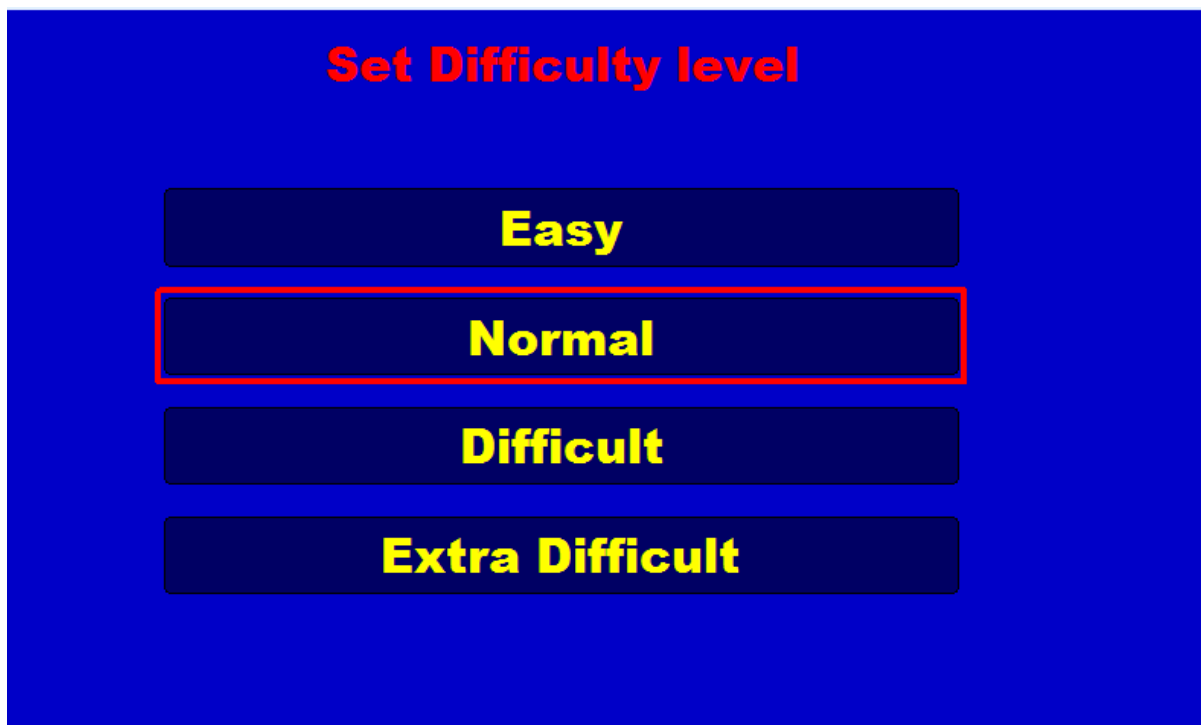 Set Difficulty level
Easy
Normal
Difficult
Extra Difficult